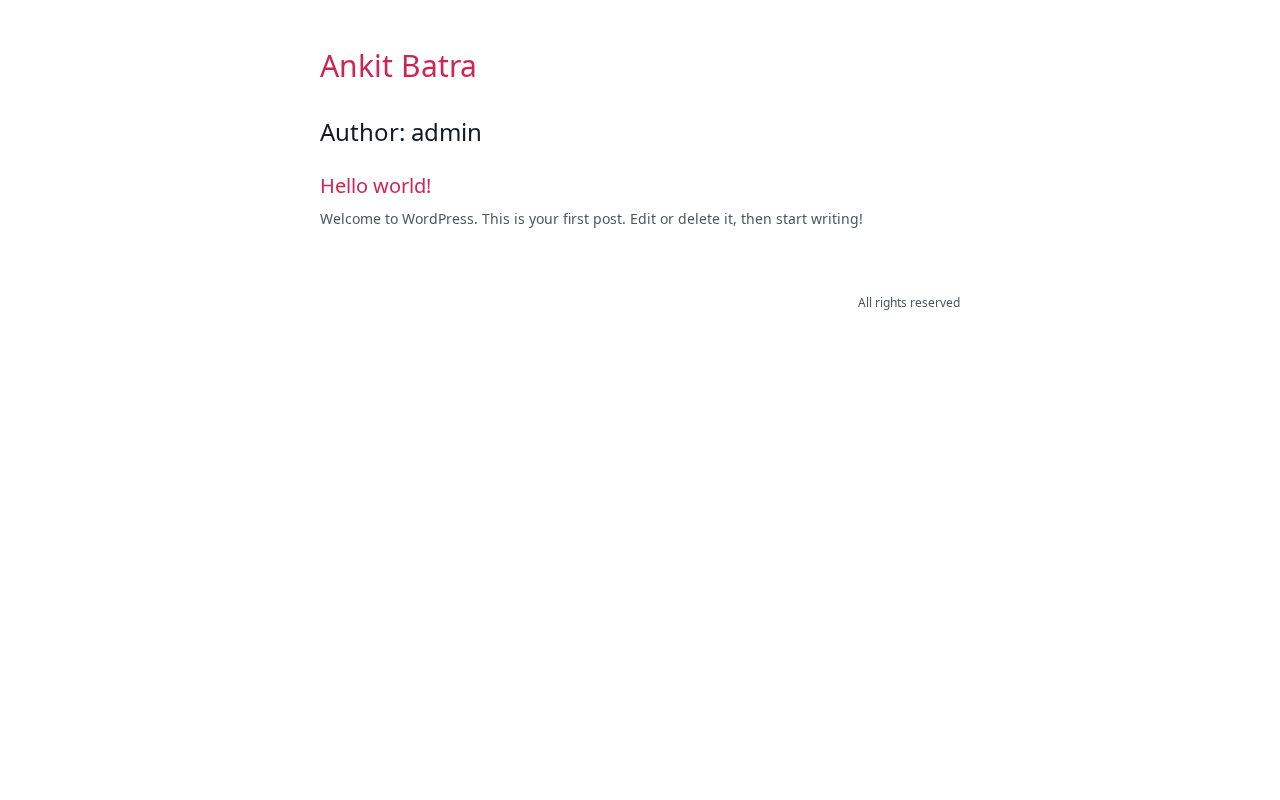 Ankit Batra
Author: admin
Hello world!
Welcome to WordPress. This is your first post. Edit or delete it, then start writing!
All rights reserved